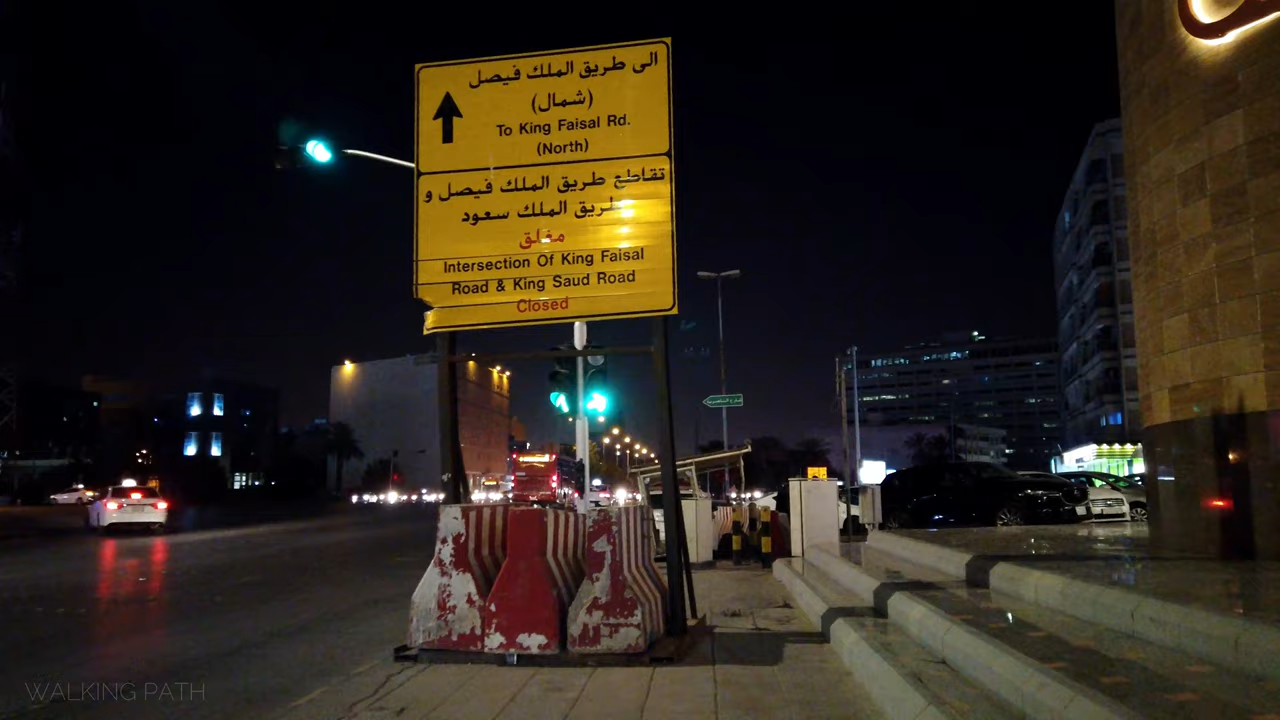 الى طريق الملك فيصل
(شمال)
To King Faisal Rd.
(North)
تقاطع طريق الملك فيصل و
طريق الملك سعود
مغلق
Intersection Of King Faisal
Road & King Saud Road
Closed
WALKING PATH